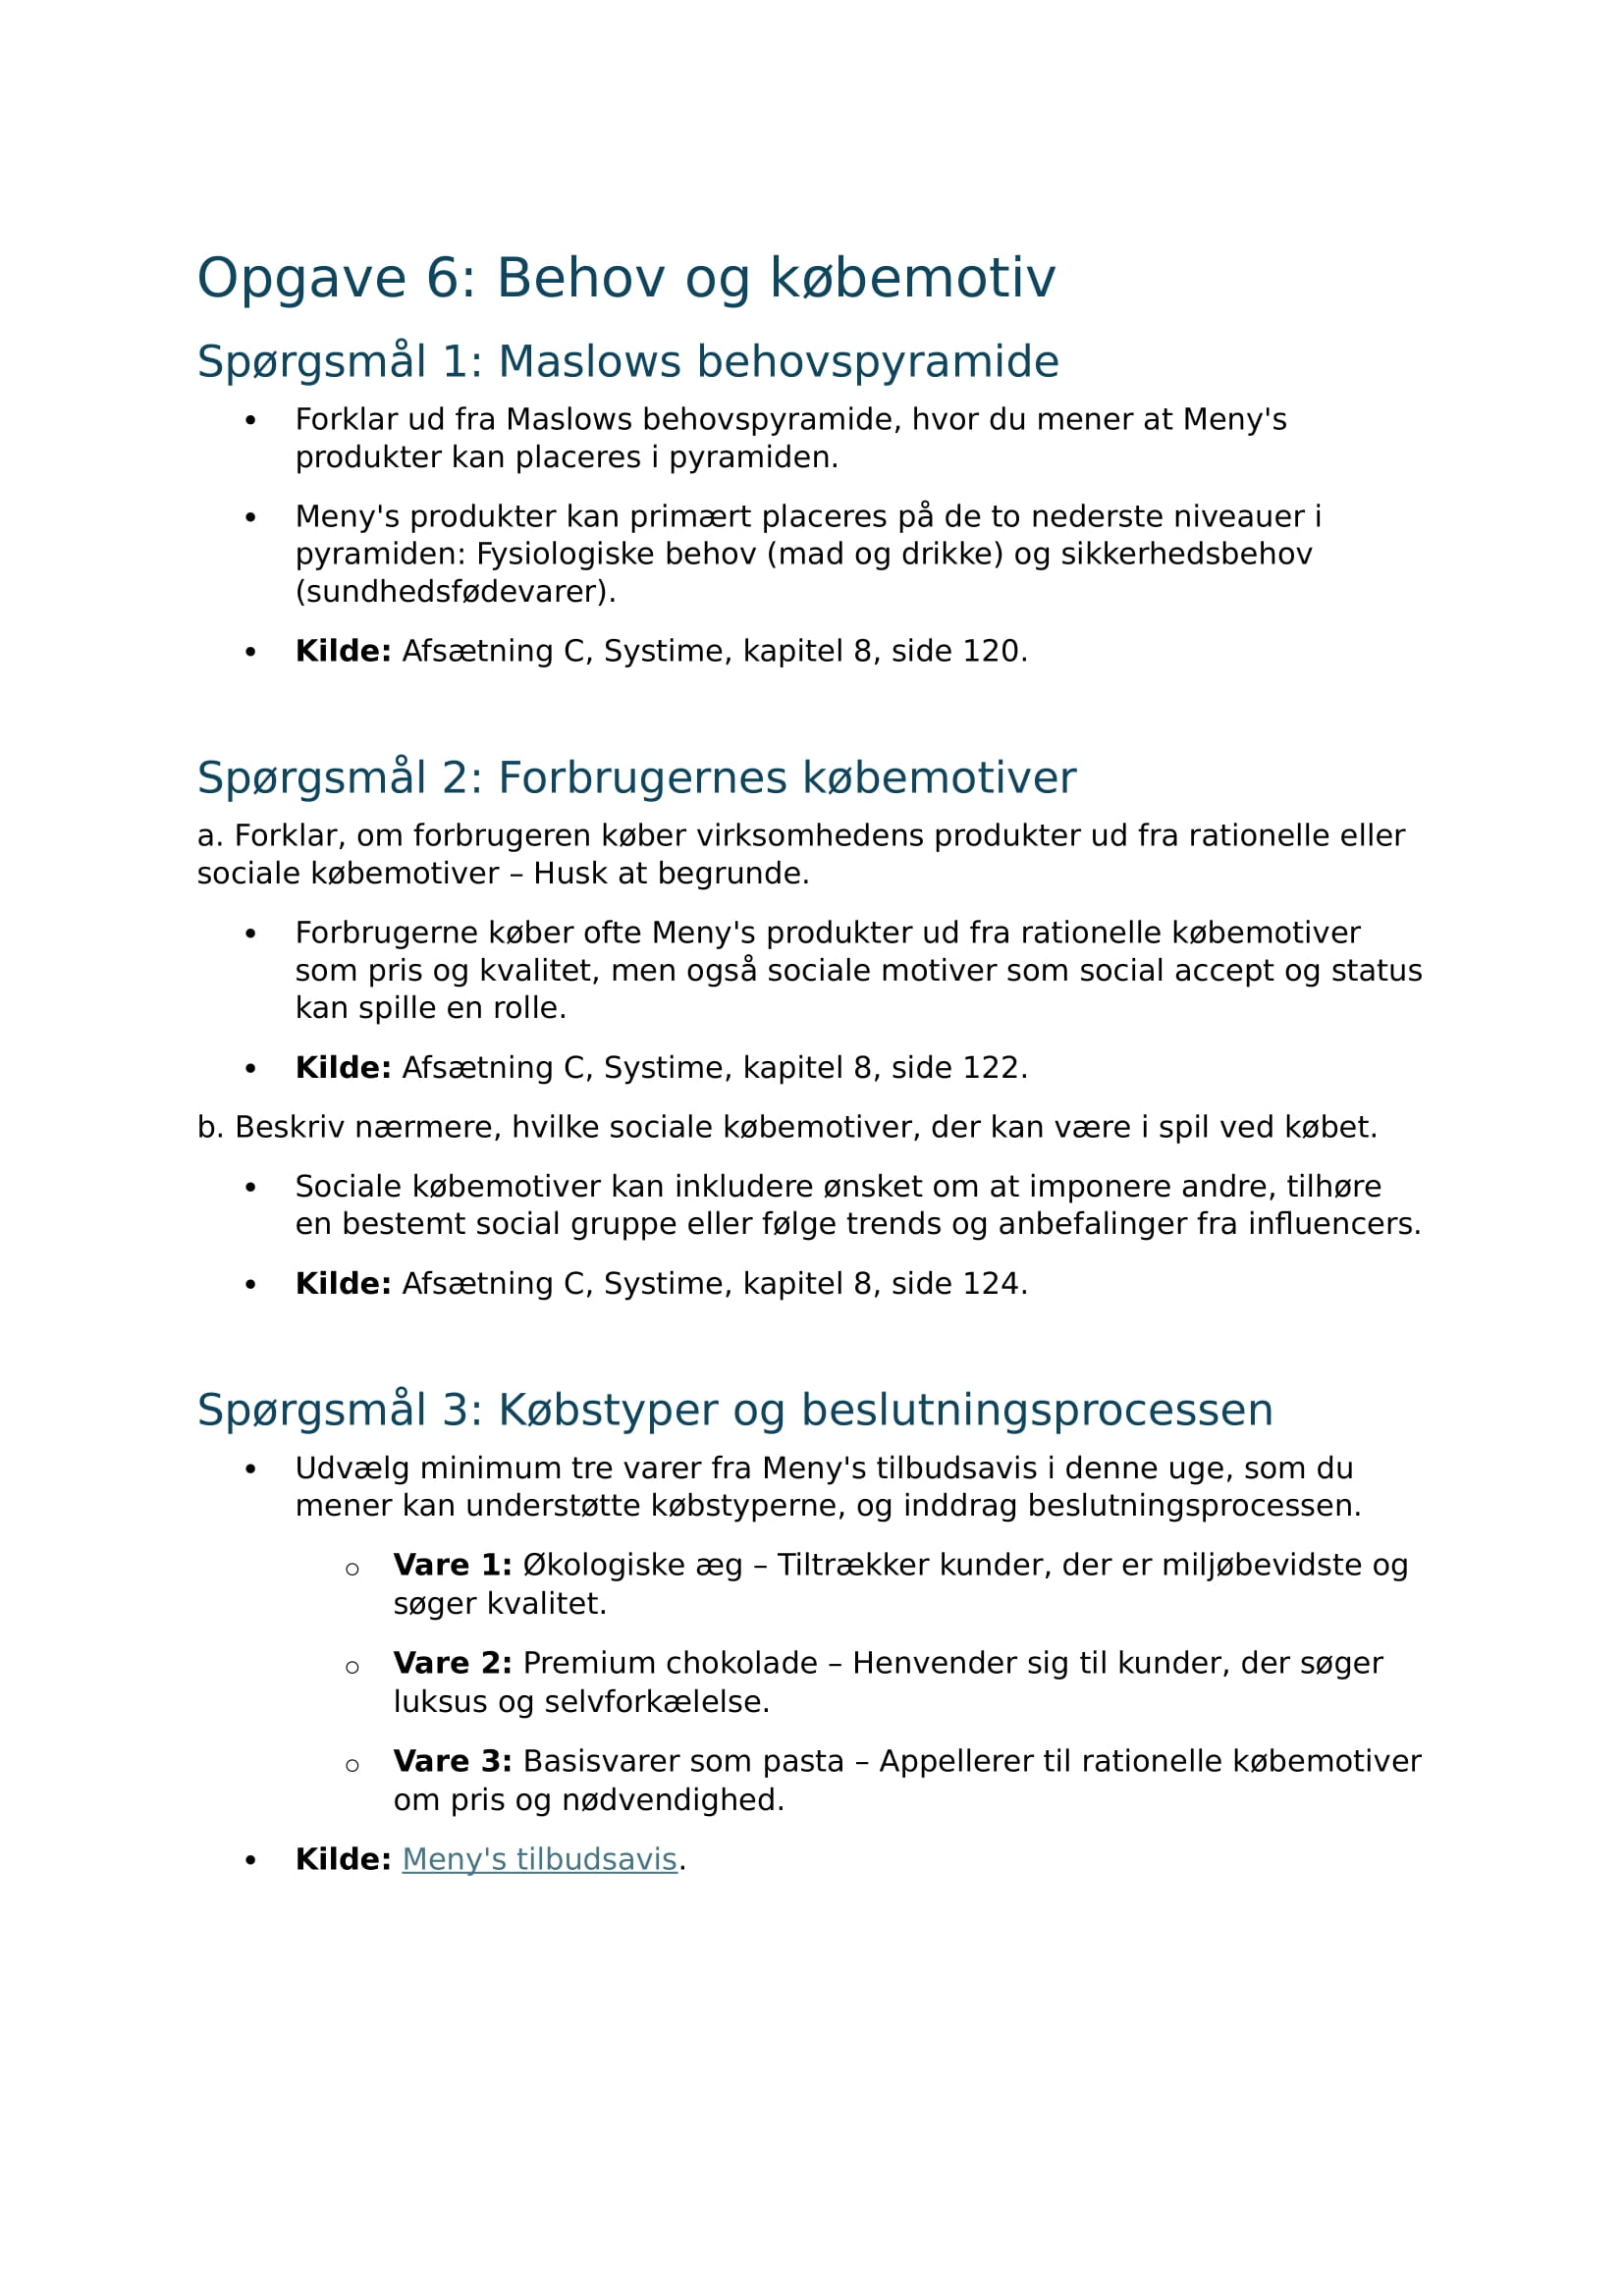 Opgave 6: Behov og købemotiv
Spørgsmål 1: Maslows behovspyramide
• Forklar ud fra Maslows behovspyramide, hvor du mener at Meny's
produkter kan placeres i pyramiden.
• Meny's produkter kan primært placeres på de to nederste niveauer i
pyramiden: Fysiologiske behov (mad og drikke) og sikkerhedsbehov
(sundhedsfødevarer).
• Kilde: Afsætning C, Systime, kapitel 8, side 120.
Spørgsmål 2: Forbrugernes købemotiver
a. Forklar, om forbrugeren køber virksomhedens produkter ud fra rationelle eller
sociale købemotiver – Husk at begrunde.
• Forbrugerne køber ofte Meny's produkter ud fra rationelle købemotiver
som pris og kvalitet, men også sociale motiver som social accept og status
kan spille en rolle.
• Kilde: Afsætning C, Systime, kapitel 8, side 122.
b. Beskriv nærmere, hvilke sociale købemotiver, der kan være i spil ved købet.
• Sociale købemotiver kan inkludere ønsket om at imponere andre, tilhøre
en bestemt social gruppe eller følge trends og anbefalinger fra influencers.
• Kilde: Afsætning C, Systime, kapitel 8, side 124.
Spørgsmål 3: Købstyper og beslutningsprocessen
• Udvælg minimum tre varer fra Meny's tilbudsavis i denne uge, som du
mener kan understøtte købstyperne, og inddrag beslutningsprocessen.
○ Vare 1: Økologiske æg – Tiltrækker kunder, der er miljøbevidste og
søger kvalitet.
○ Vare 2: Premium chokolade – Henvender sig til kunder, der søger
luksus og selvforkælelse.
○ Vare 3: Basisvarer som pasta – Appellerer til rationelle købemotiver
om pris og nødvendighed.
• Kilde: Meny's tilbudsavis.